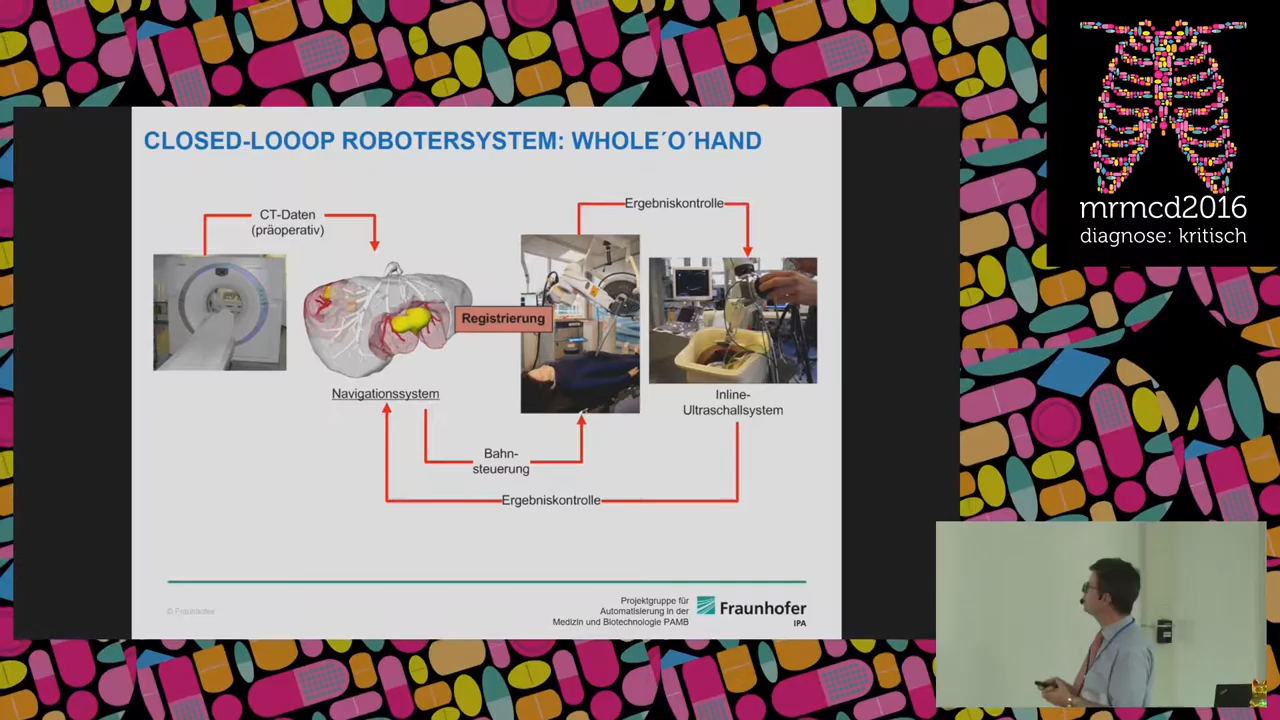 CLOSED-LOOOP ROBOTERSYSTEM: WHOLE´O´HAND
CT-Daten
(präoperativ)
Ergebniskontrolle
Registrierung
Navigationssystem
Inline-
Ultraschallsystem
Bahn-
steuerung
Ergebniskontrolle
© Fraunhofer
Projektgruppe für
Automatisierung in der
Medizin und Biotechnologie PAMB
Fraunhofer
IPA
mrmcd2016
diagnose: kritisch